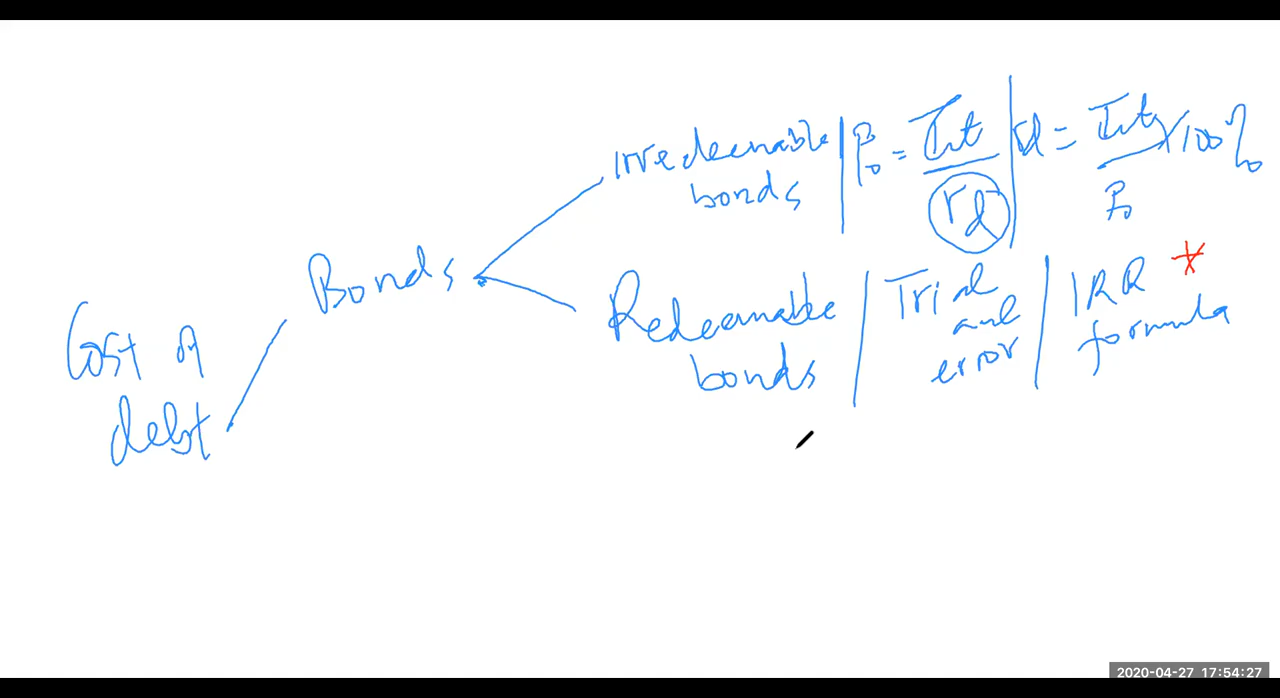 Cost of
debt
Bonds
Irredeemable
bonds
P₀ = Int / rd
rd = Int / P₀ × 100%
Redeemable
bonds
Trial
and
error
IRR *
formula
2020-04-27 17:54:27